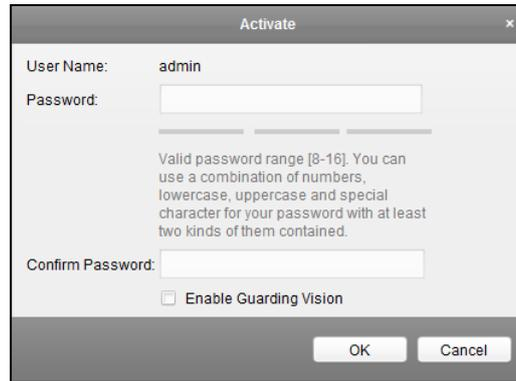 Activate ×
User Name: admin
Password:
Valid password range [8-16]. You can
use a combination of numbers,
lowercase, uppercase and special
character for your password with at least
two kinds of them contained.
Confirm Password:
Enable Guarding Vision
OK Cancel